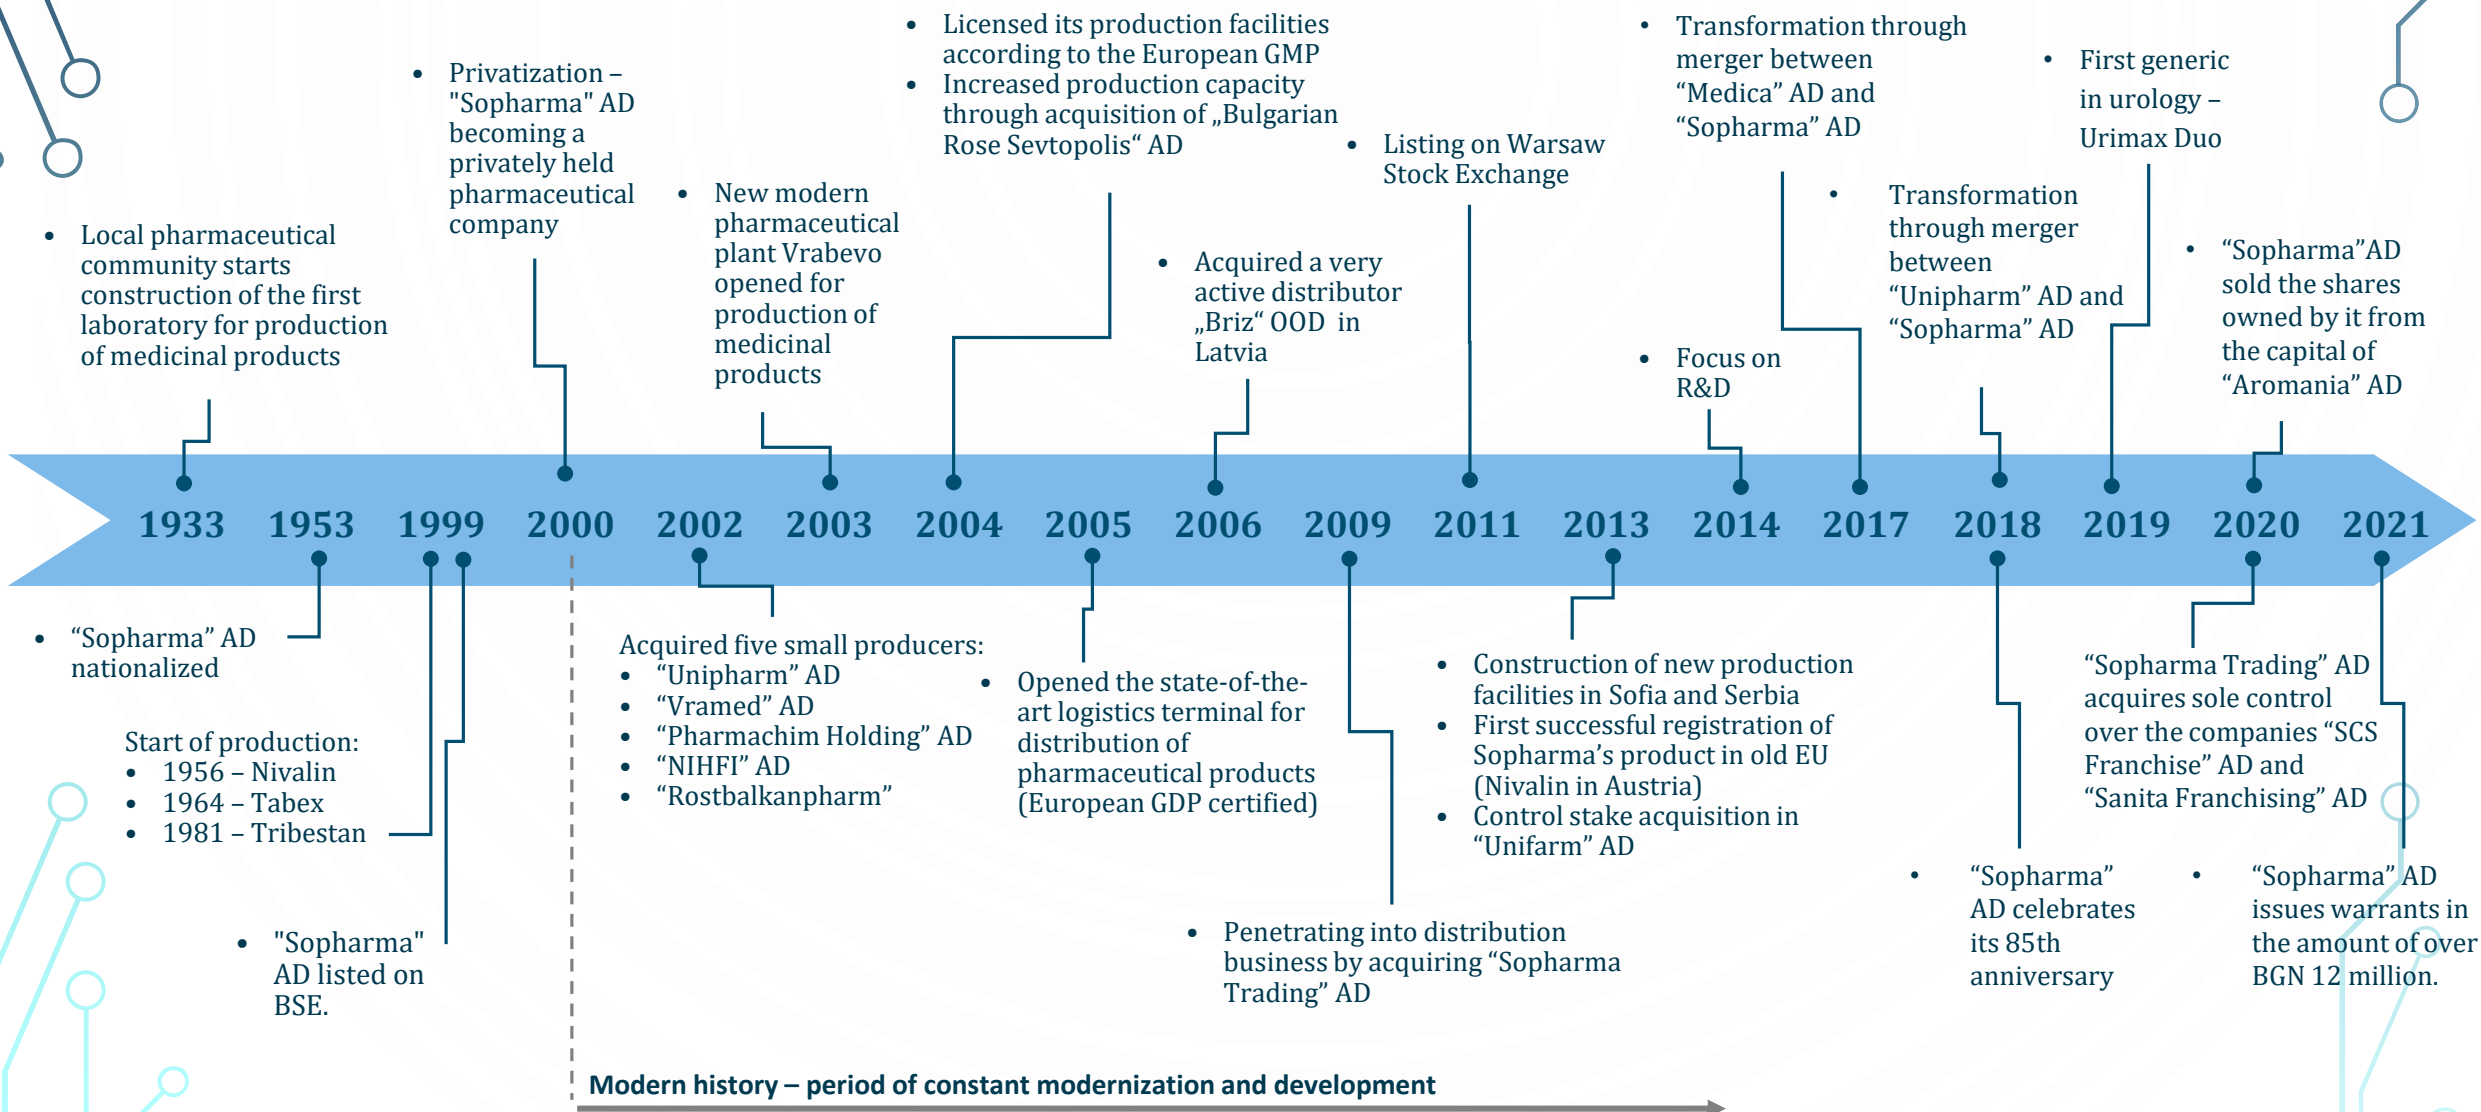 • Local pharmaceutical
community starts
construction of the first
laboratory for production
of medicinal products
• Privatization –
"Sopharma" AD
becoming a
privately held
pharmaceutical
company
• New modern
pharmaceutical
plant Vrabevo
opened for
production of
medicinal
products
• Licensed its production facilities
according to the European GMP
• Increased production capacity
through acquisition of „Bulgarian
Rose Sevtopolis“ AD
• Acquired a very
active distributor
„Briz“ OOD in
Latvia
• Listing on Warsaw
Stock Exchange
• Focus on
R&D
• Transformation through
merger between
“Medica” AD and
“Sopharma” AD
• Transformation
through merger
between
“Unipharm” AD and
“Sopharma” AD
• First generic
in urology –
Urimax Duo
• “Sopharma”AD
sold the shares
owned by it from
the capital of
“Aromania” AD
1933 1953 1999 2000 2002 2003 2004 2005 2006 2009 2011 2013 2014 2017 2018 2019 2020 2021
• “Sopharma” AD
nationalized
Start of production:
• 1956 – Nivalin
• 1964 – Tabex
• 1981 – Tribestan
• "Sopharma"
AD listed on
BSE.
Acquired five small producers:
• “Unipharm” AD
• “Vramed” AD
• “Pharmachim Holding” AD
• “NIHFI” AD
• “Rostbalkanpharm”
• Opened the state-of-the-
art logistics terminal for
distribution of
pharmaceutical products
(European GDP certified)
• Penetrating into distribution
business by acquiring “Sopharma
Trading” AD
• Construction of new production
facilities in Sofia and Serbia
• First successful registration of
Sopharma’s product in old EU
(Nivalin in Austria)
• Control stake acquisition in
“Unifarm” AD
• “Sopharma”
AD celebrates
its 85th
anniversary
“Sopharma Trading” AD
acquires sole control
over the companies “SCS
Franchise” AD and
“Sanita Franchising” AD
• “Sopharma” AD
issues warrants in
the amount of over
BGN 12 million.
Modern history – period of constant modernization and development